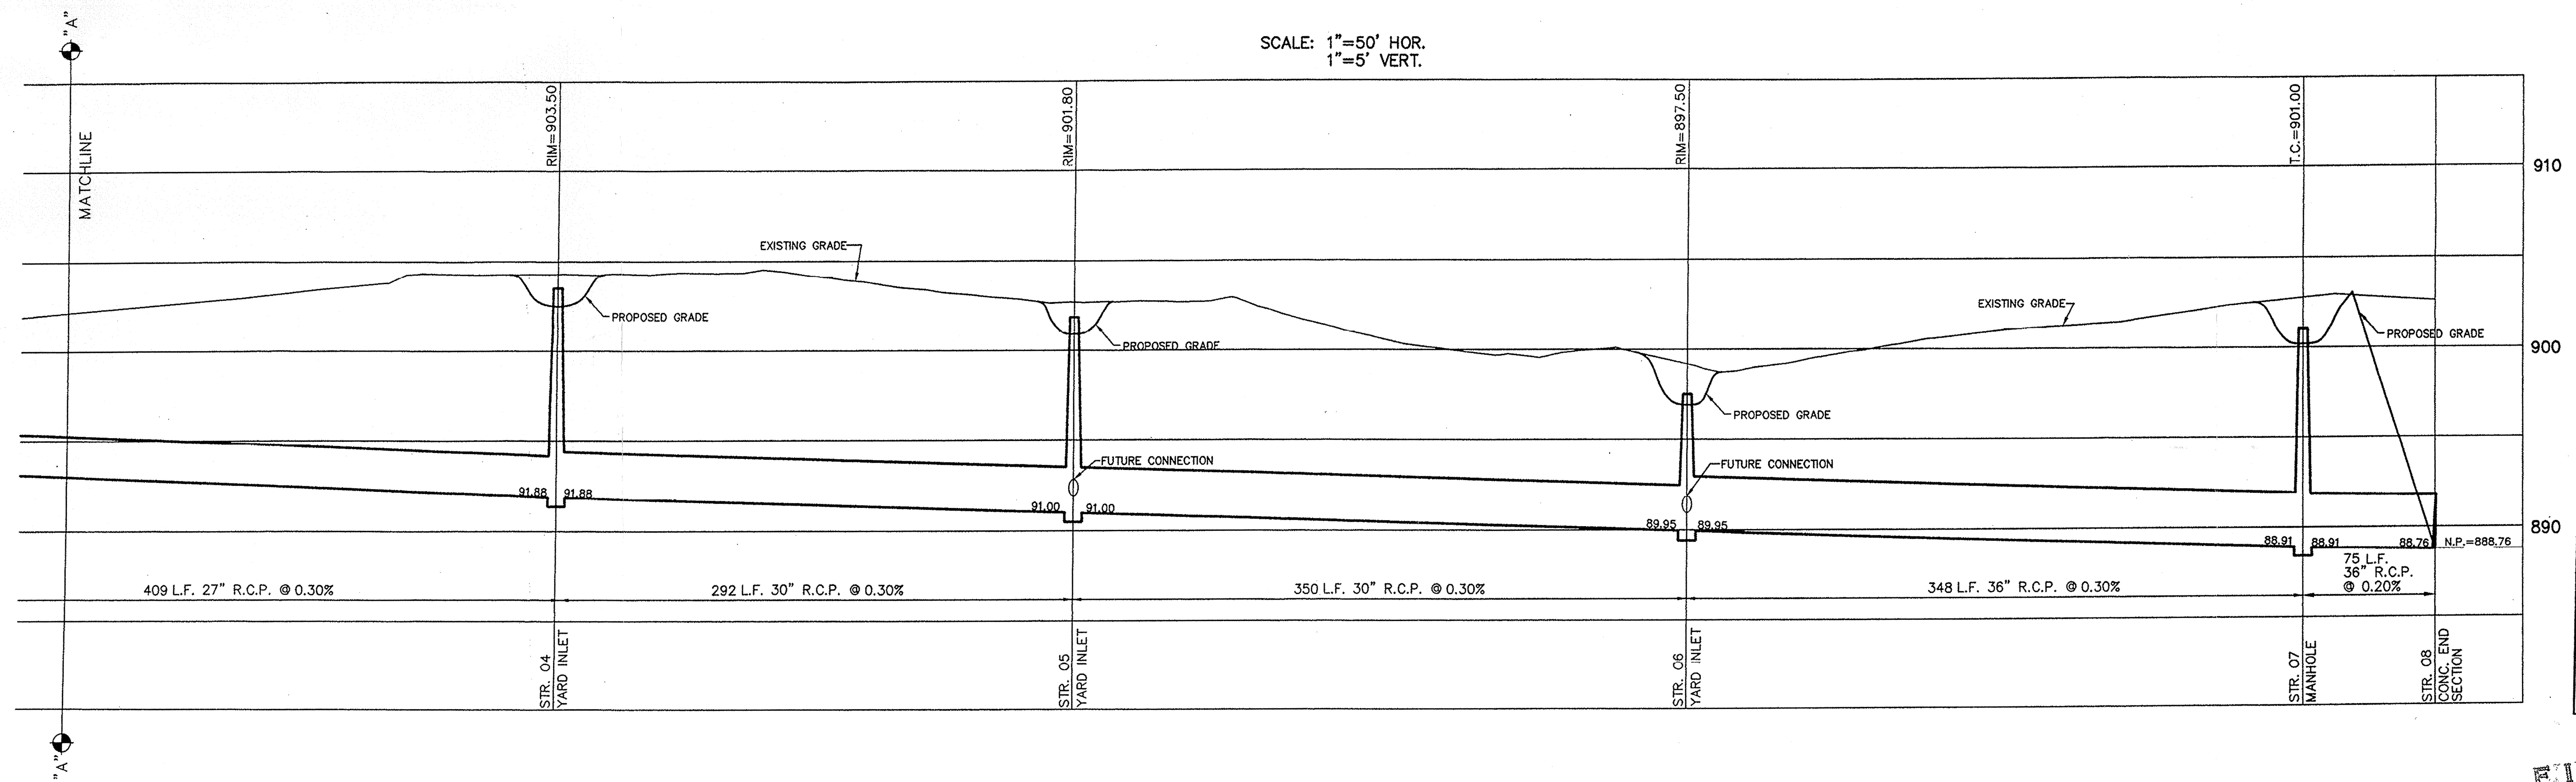 SCALE: 1"=50' HOR.
1"=5' VERT.
"A"
MATCHLINE
RIM=903.50
RIM=901.80
RIM=897.50
T.C.=901.00
910
EXISTING GRADE
PROPOSED GRADE
PROPOSED GRADE
EXISTING GRADE
PROPOSED GRADE
900
PROPOSED GRADE
FUTURE CONNECTION
FUTURE CONNECTION
91.88
91.88
91.00
91.00
89.95
89.95
88.91
88.91
88.76
N.P.=888.76
890
409 L.F. 27" R.C.P. @ 0.30%
292 L.F. 30" R.C.P. @ 0.30%
350 L.F. 30" R.C.P. @ 0.30%
348 L.F. 36" R.C.P. @ 0.30%
75 L.F.
36" R.C.P.
@ 0.20%
STR. 04
YARD INLET
STR. 05
YARD INLET
STR. 06
YARD INLET
STR. 07
MANHOLE
STR. 08
CONC. END
SECTION
"A"